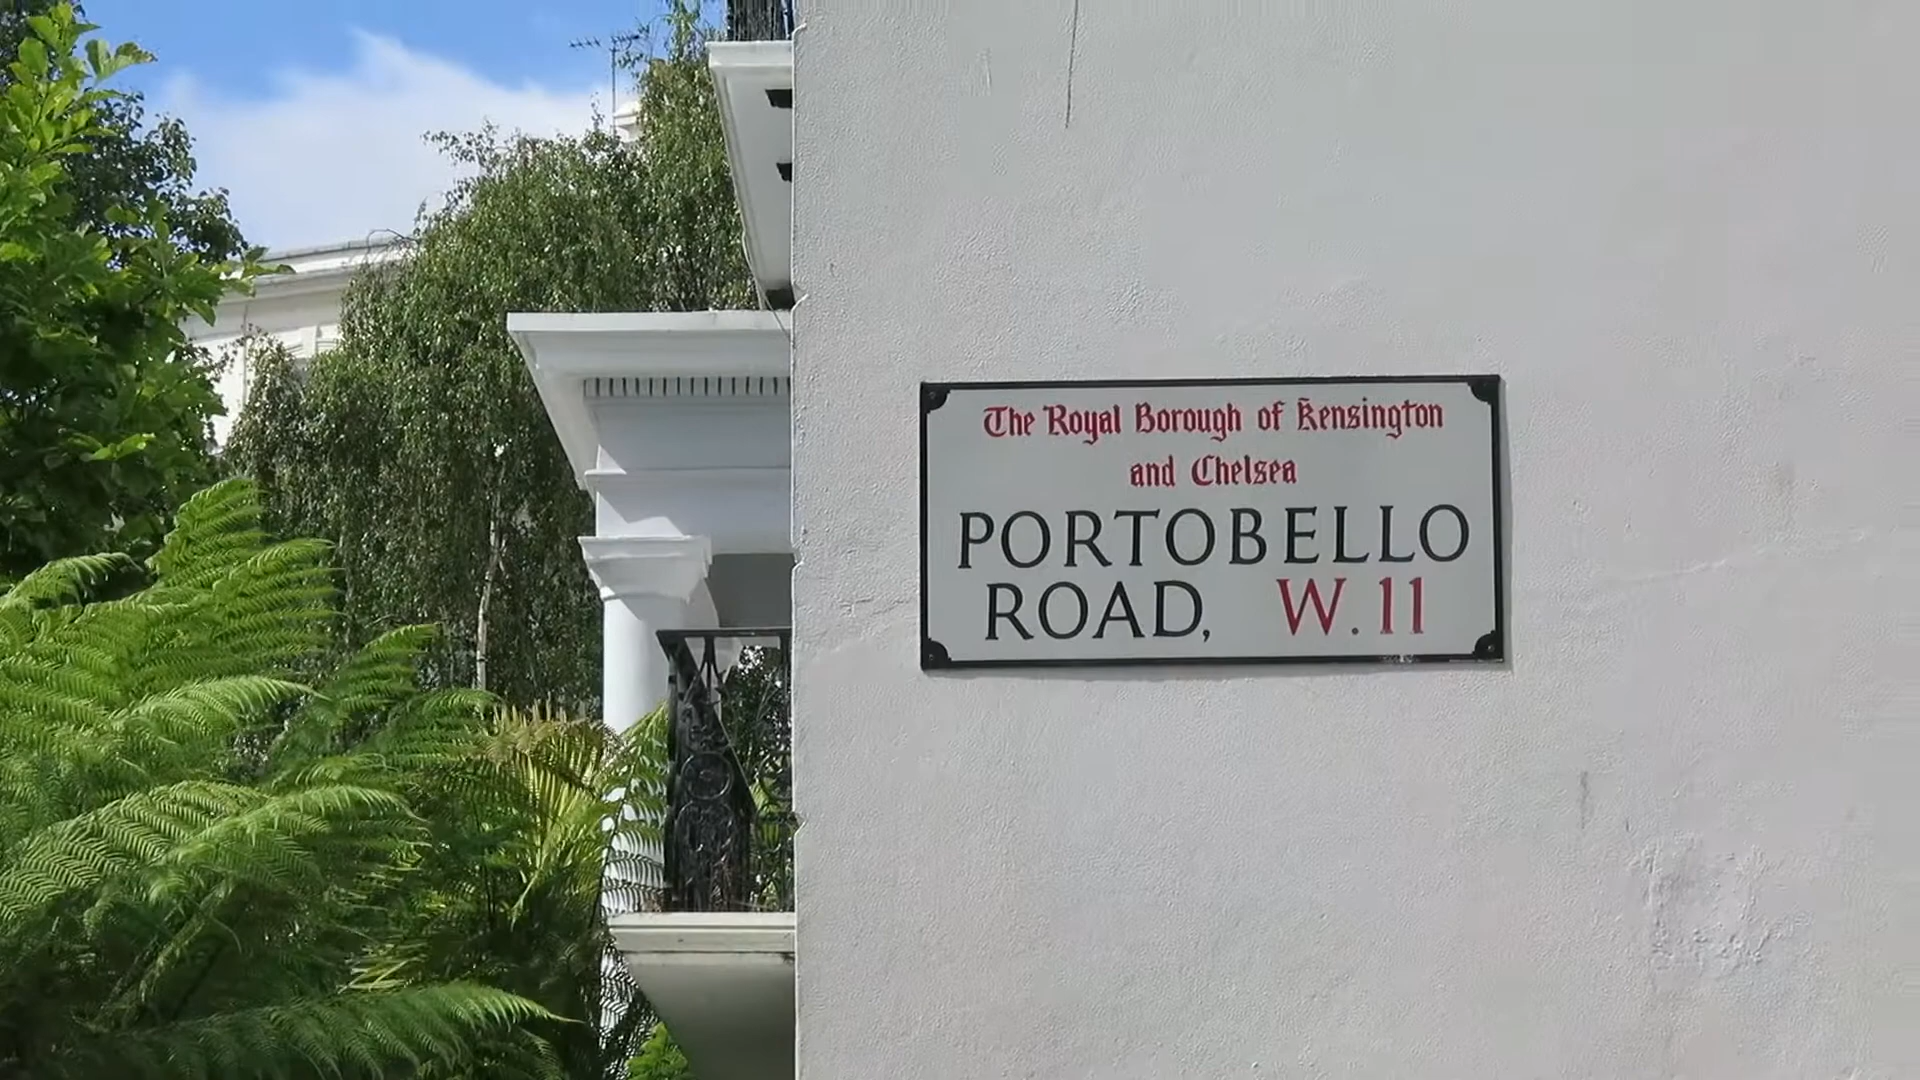 The Royal Borough of Kensington
and Chelsea
PORTOBELLO
ROAD, W.11